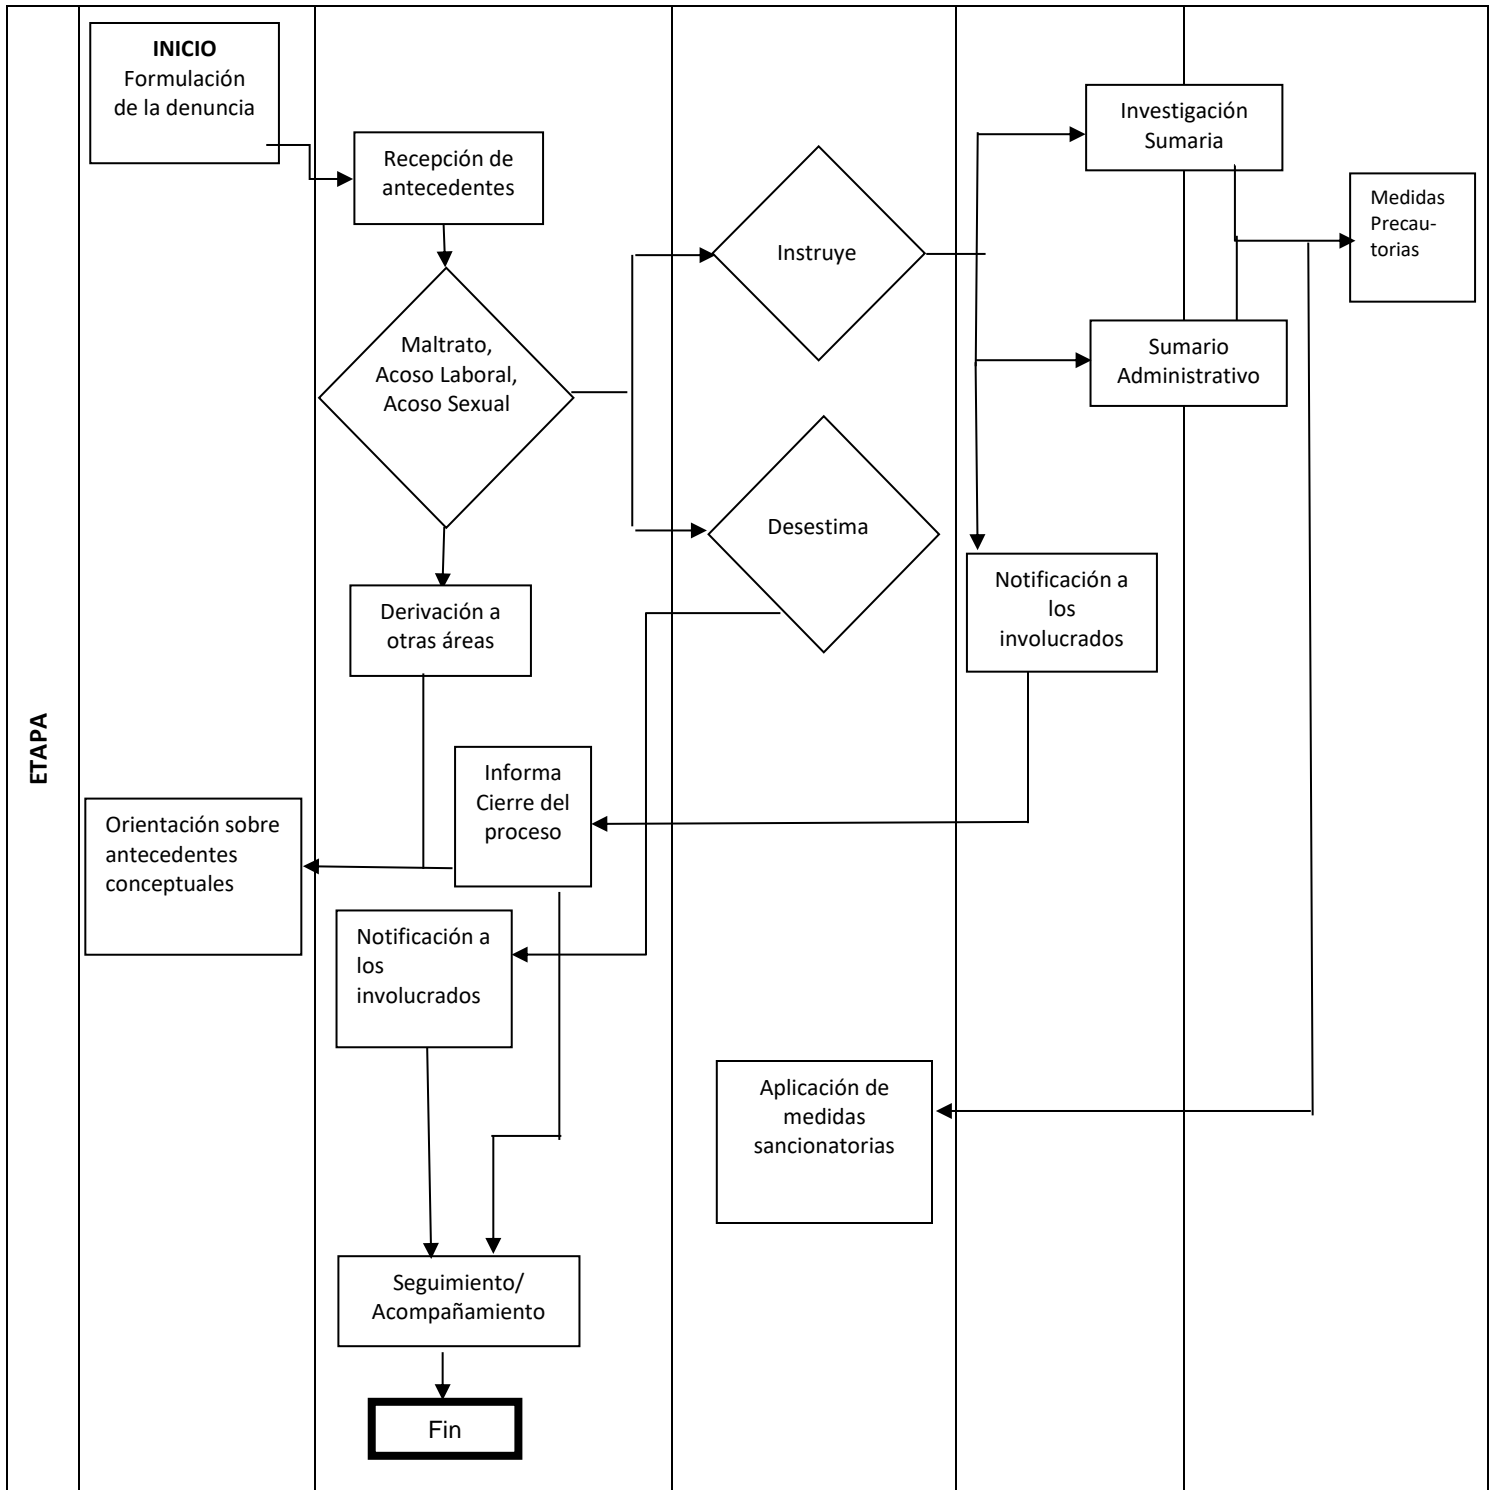 INICIO
Formulación
de la denuncia
Recepción de
antecedentes
Investigación
Sumaria
Medidas
Precau-
torias
Instruye
Maltrato,
Acoso Laboral,
Acoso Sexual
Sumario
Administrativo
Desestima
Notificación a
los
involucrados
Derivación a
otras áreas
ETAPA
Informa
Cierre del
proceso
Orientación sobre
antecedentes
conceptuales
Notificación a
los
involucrados
Aplicación de
medidas
sancionatorias
Seguimiento/
Acompañamiento
Fin